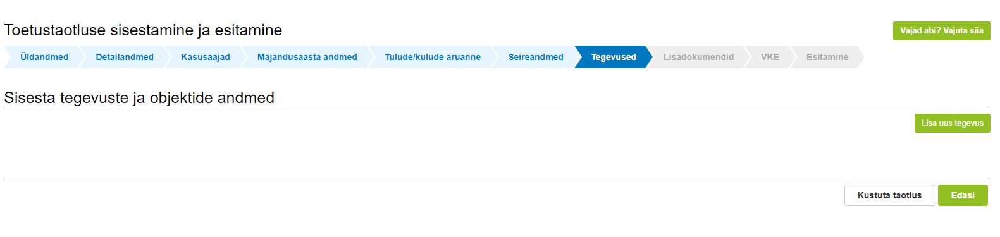 Toetustaotluse sisestamine ja esitamine
Vajad abi? Vajuta siia
Üldandmed Detailandmed Kasusaajad Majandusaasta andmed Tulude/kulude aruanne Seireandmed Tegevused Lisadokumendid VKE Esitamine
Sisesta tegevuste ja objektide andmed
Lisa uus tegevus
Kustuta taotlus Edasi